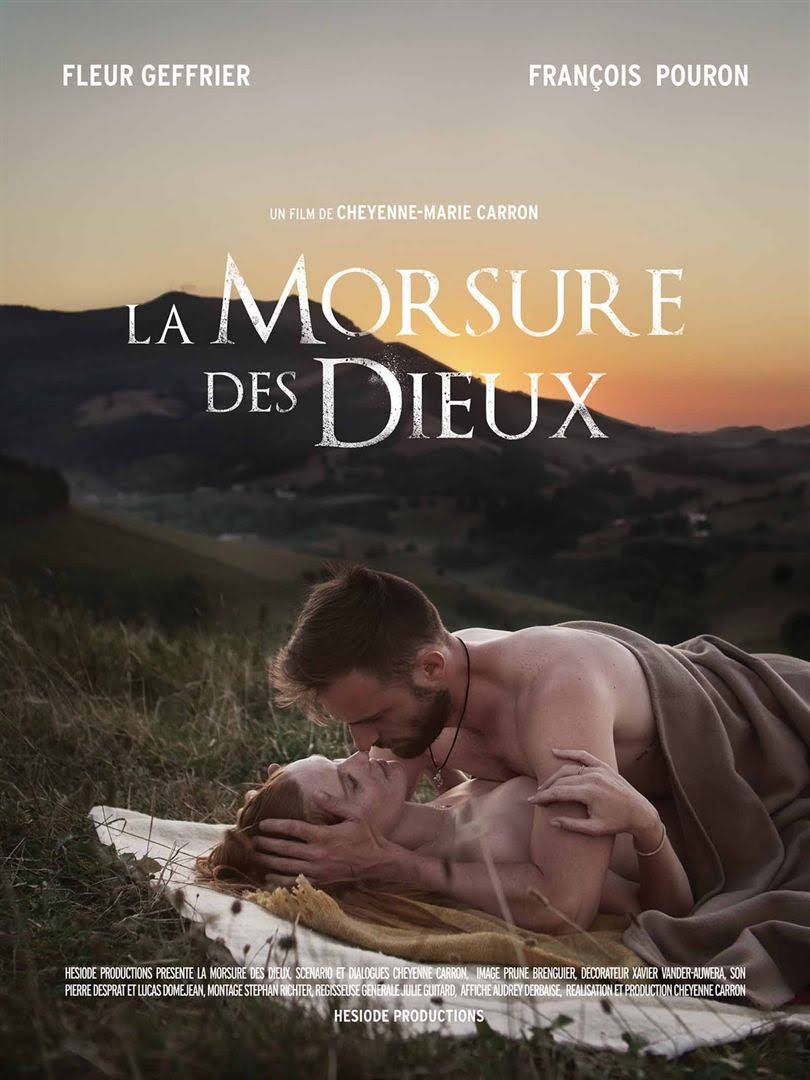 FLEUR GEFFRIER FRANÇOIS POURON
UN FILM DE CHEYENNE-MARIE CARRON
LA MORSURE
DES DIEUX
HESIODE PRODUCTIONS PRESENTE LA MORSURE DES DIEUX, SCENARIO ET DIALOGUES CHEYENNE CARRON, IMAGE PRUNE BRENGUIER, DECORATEUR XAVIER VANDER-AUWERA, SON
PIERRE DESPRAT ET LUCAS DOMEJEAN, MONTAGE STEPHAN RICHTER, REGISSEUSE GENERALE JULIE GUITARD, AFFICHE AUDREY DERBAISE, REALISATION ET PRODUCTION CHEYENNE CARRON
HESIODE PRODUCTIONS